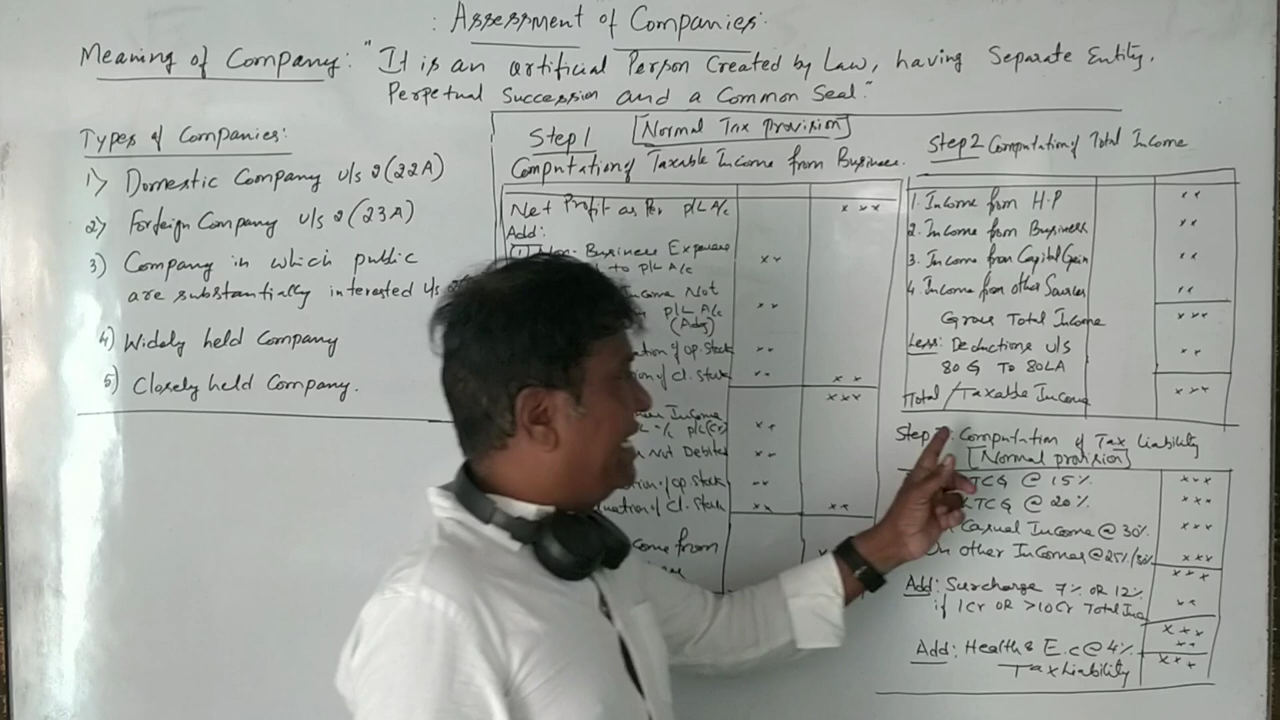 : Assessment of Companies:
Meaning of Company: "It is an artificial Person Created by Law, having Separate Entity,
Perpetual Succession and a Common Seal."
Types of Companies:
1) Domestic Company u/s 2(22A)
2) Foreign Company u/s 2(23A)
3) Company in which public
are substantially interested u/s
4) Widely held Company
5) Closely held Company.
Step 1 [Normal Tax Provision]
Computation of Taxable Income from Business.
Net Profit as Per P/L A/c x x x
Add:
(1) Non-Business Expense x x
to P/L A/c
Income Not x x
P/L A/c
(Adg)
of Op. Stock x x
of Cl. Stock x x x x
x x x
Income
P/L (Cr) x x
Not Debited x x
of Op. Stock x x
of Cl. Stock x x x x
from
Step 2 Computation of Total Income
1. Income from H.P x x
2. Income from Business x x
3. Income from Capital Gain x x
4. Income from other Sources x x
Gross Total Income x x x
Less: Deductions u/s x x
80 G To 80LA
Total / Taxable Income x x x
Step : Computation of Tax Liability
[Normal provision]
TCG @ 15% x x x
TCG @ 20% x x x
Casual Income @ 30% x x x
On other Incomes @ 25%/30% x x x
x x x
Add: Surcharge 7% OR 12% x x
if 1Cr OR >10Cr Total Inc
x x x
Add: Health & E.C @ 4% x x
Tax Liability x x x